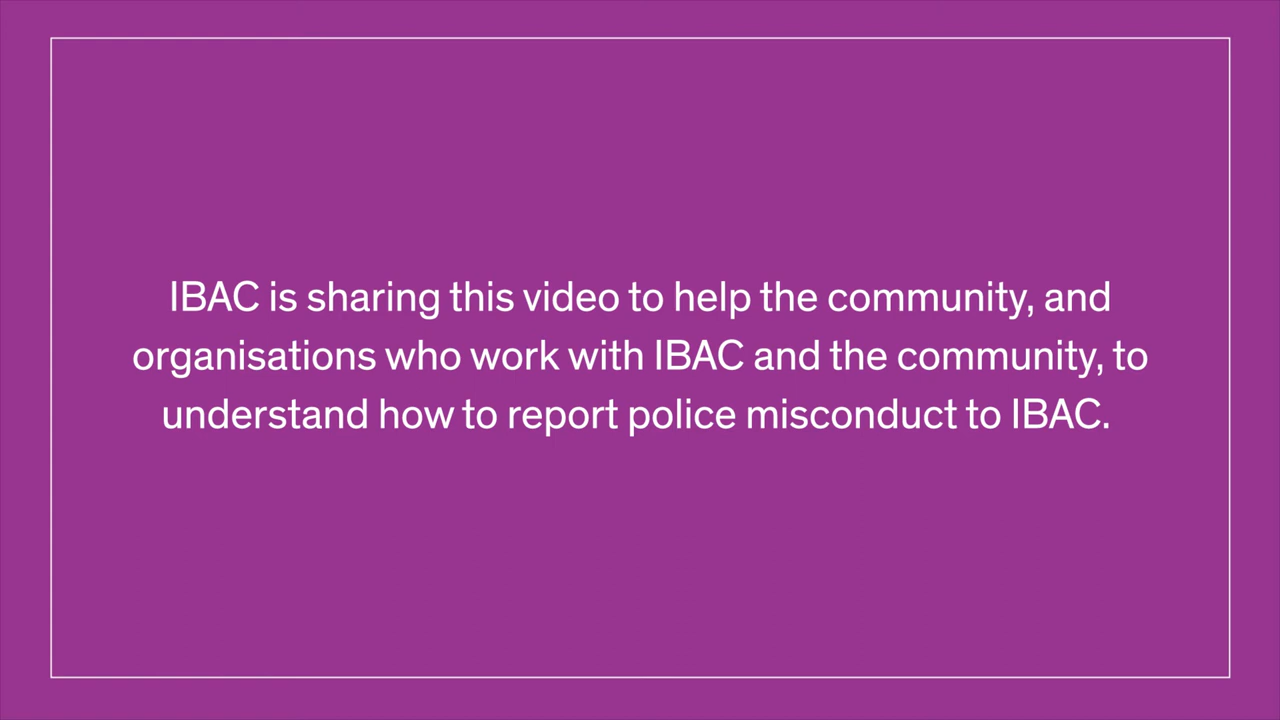 IBAC is sharing this video to help the community, and
organisations who work with IBAC and the community, to
understand how to report police misconduct to IBAC.